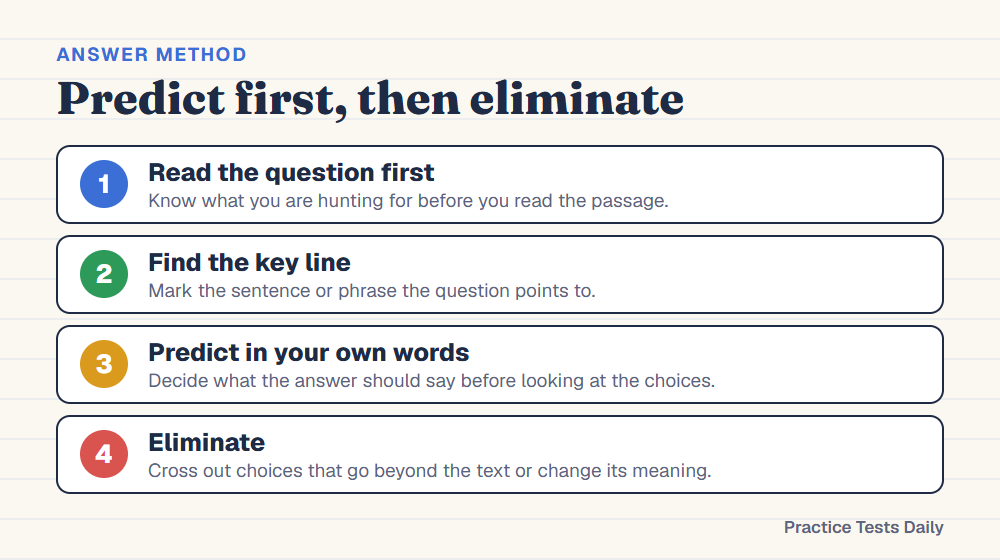 ANSWER METHOD
Predict first, then eliminate
1
Read the question first
Know what you are hunting for before you read the passage.
2
Find the key line
Mark the sentence or phrase the question points to.
3
Predict in your own words
Decide what the answer should say before looking at the choices.
4
Eliminate
Cross out choices that go beyond the text or change its meaning.
Practice Tests Daily